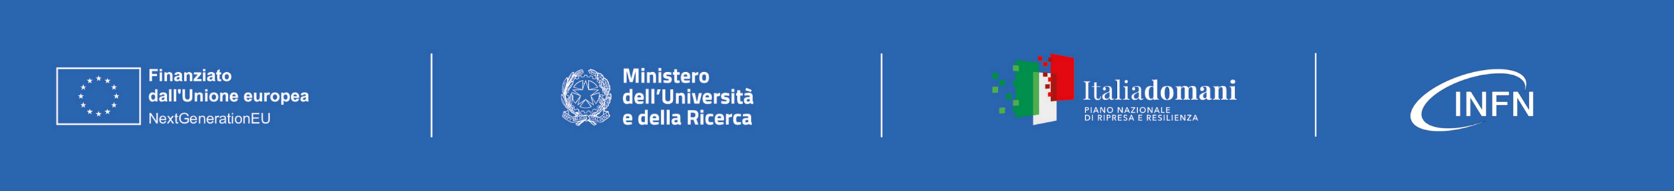 Finanziato
dall'Unione europea
NextGenerationEU
Ministero
dell'Università
e della Ricerca
Italiadomani
PIANO NAZIONALE
DI RIPRESA E RESILIENZA
INFN